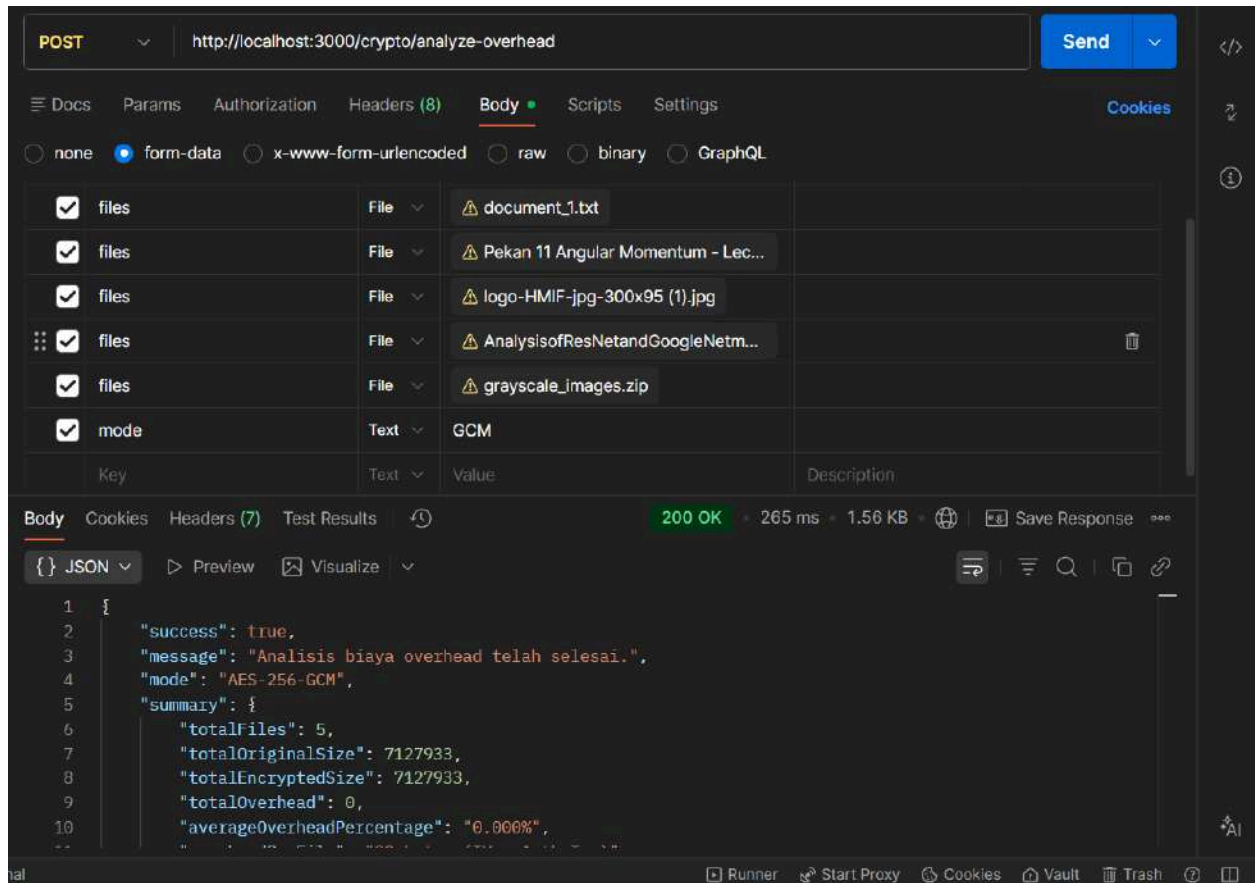 POST http://localhost:3000/crypto/analyze-overhead Send
Docs Params Authorization Headers (8) Body Scripts Settings Cookies
none form-data x-www-form-urlencoded raw binary GraphQL
files File document_1.txt
files File Pekan 11 Angular Momentum - Lec...
files File logo-HMIF-jpg-300x95 (1).jpg
files File AnalysisofResNetandGoogleNetm...
files File grayscale_images.zip
mode Text GCM
Key Text Value Description
Body Cookies Headers (7) Test Results 200 OK 265 ms 1.56 KB Save Response
{} JSON Preview Visualize
1 {
2 "success": true,
3 "message": "Analisis biaya overhead telah selesai.",
4 "mode": "AES-256-GCM",
5 "summary": {
6 "totalFiles": 5,
7 "totalOriginalSize": 7127933,
8 "totalEncryptedSize": 7127933,
9 "totalOverhead": 0,
10 "averageOverheadPercentage": "0.000%",
AI
Runner Start Proxy Cookies Vault Trash